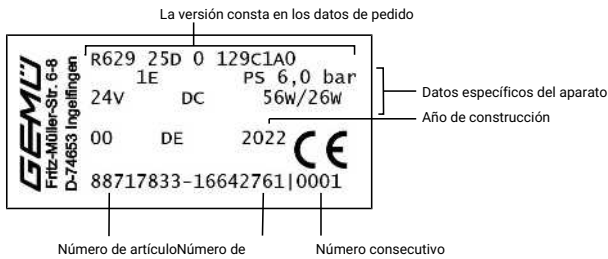 La versión consta en los datos de pedido
GEMÜ
Fritz-Müller-Str. 6-8
D-74653 Ingelfingen
R629 25D 0 129C1A0
1E PS 6,0 bar
24V DC 56W/26W
00 DE 2022 CE
88717833-16642761|0001
Datos específicos del aparato
Año de construcción
Número de artículoNúmero de
Número consecutivo